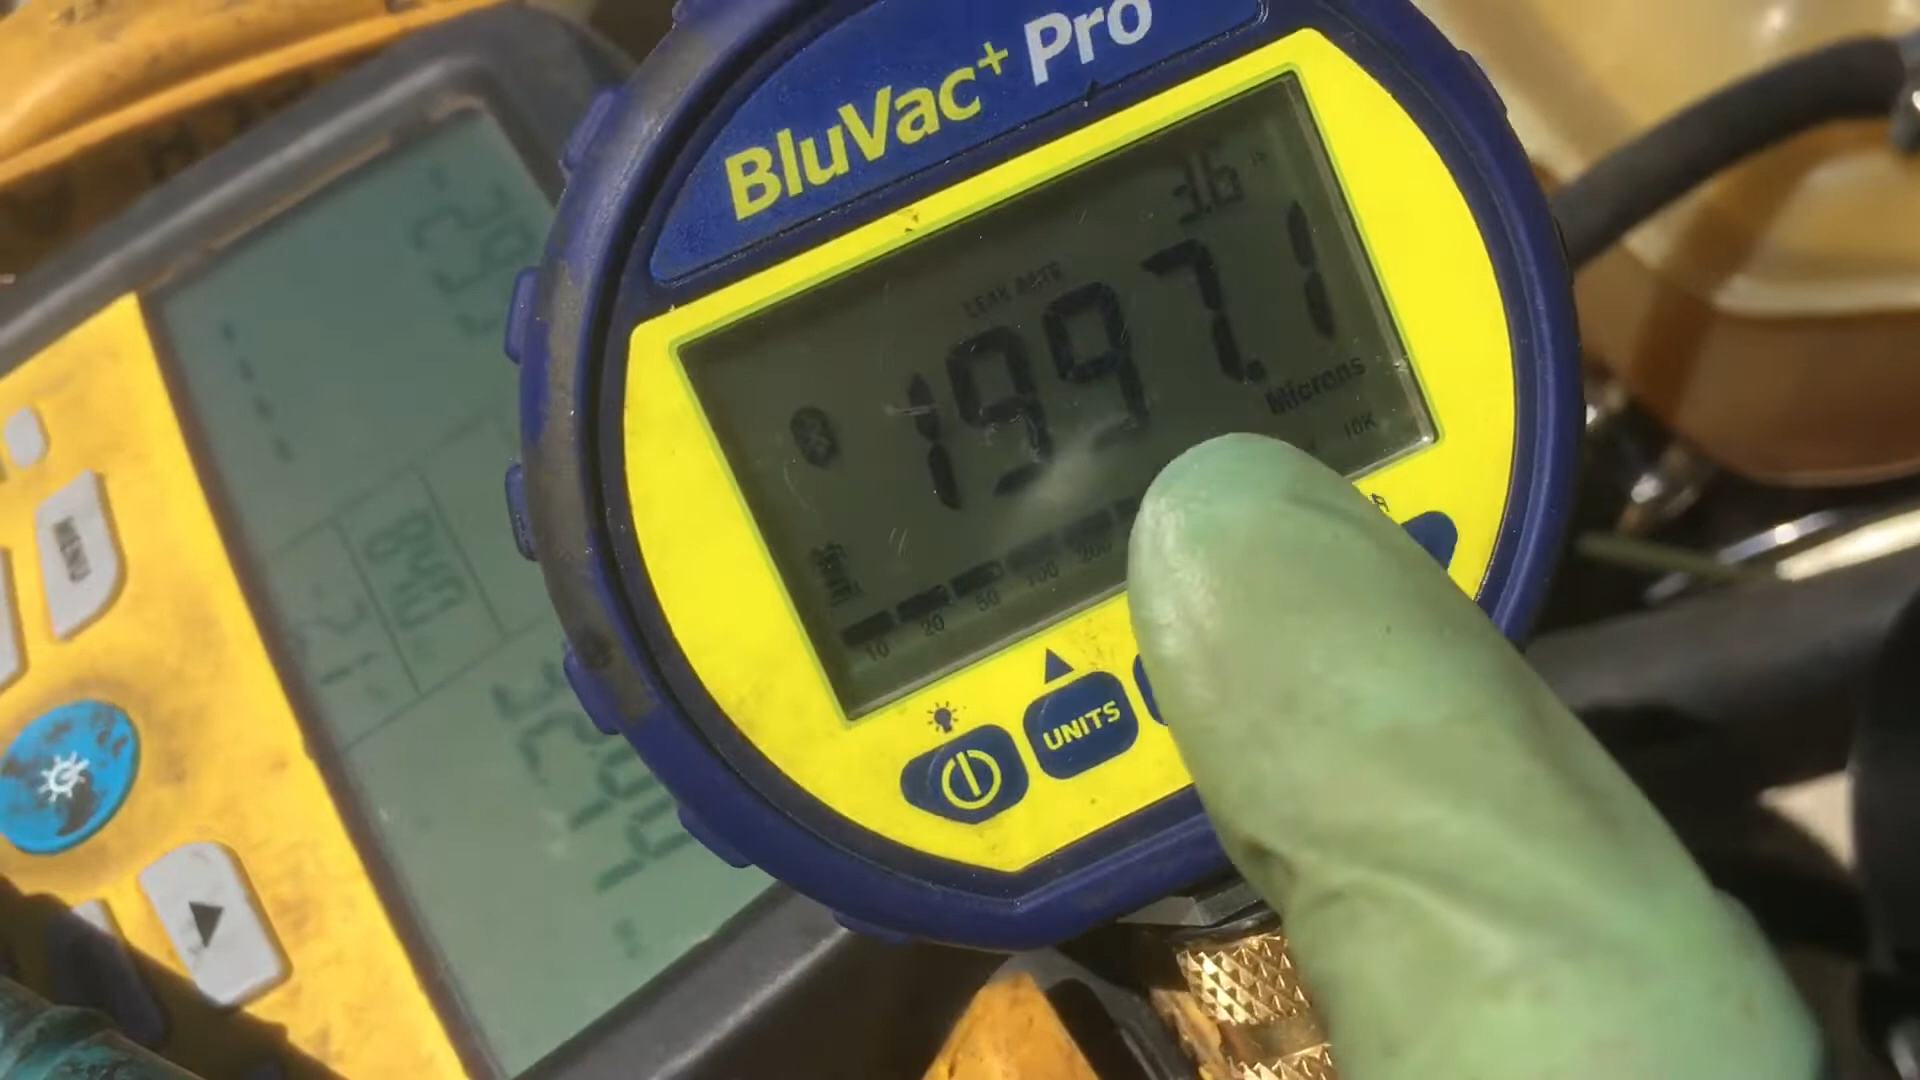 BluVac+ Pro
3.6
LEAK RATE
1997.1
Microns
10K
10 20 50 100 200
UNITS
MENU